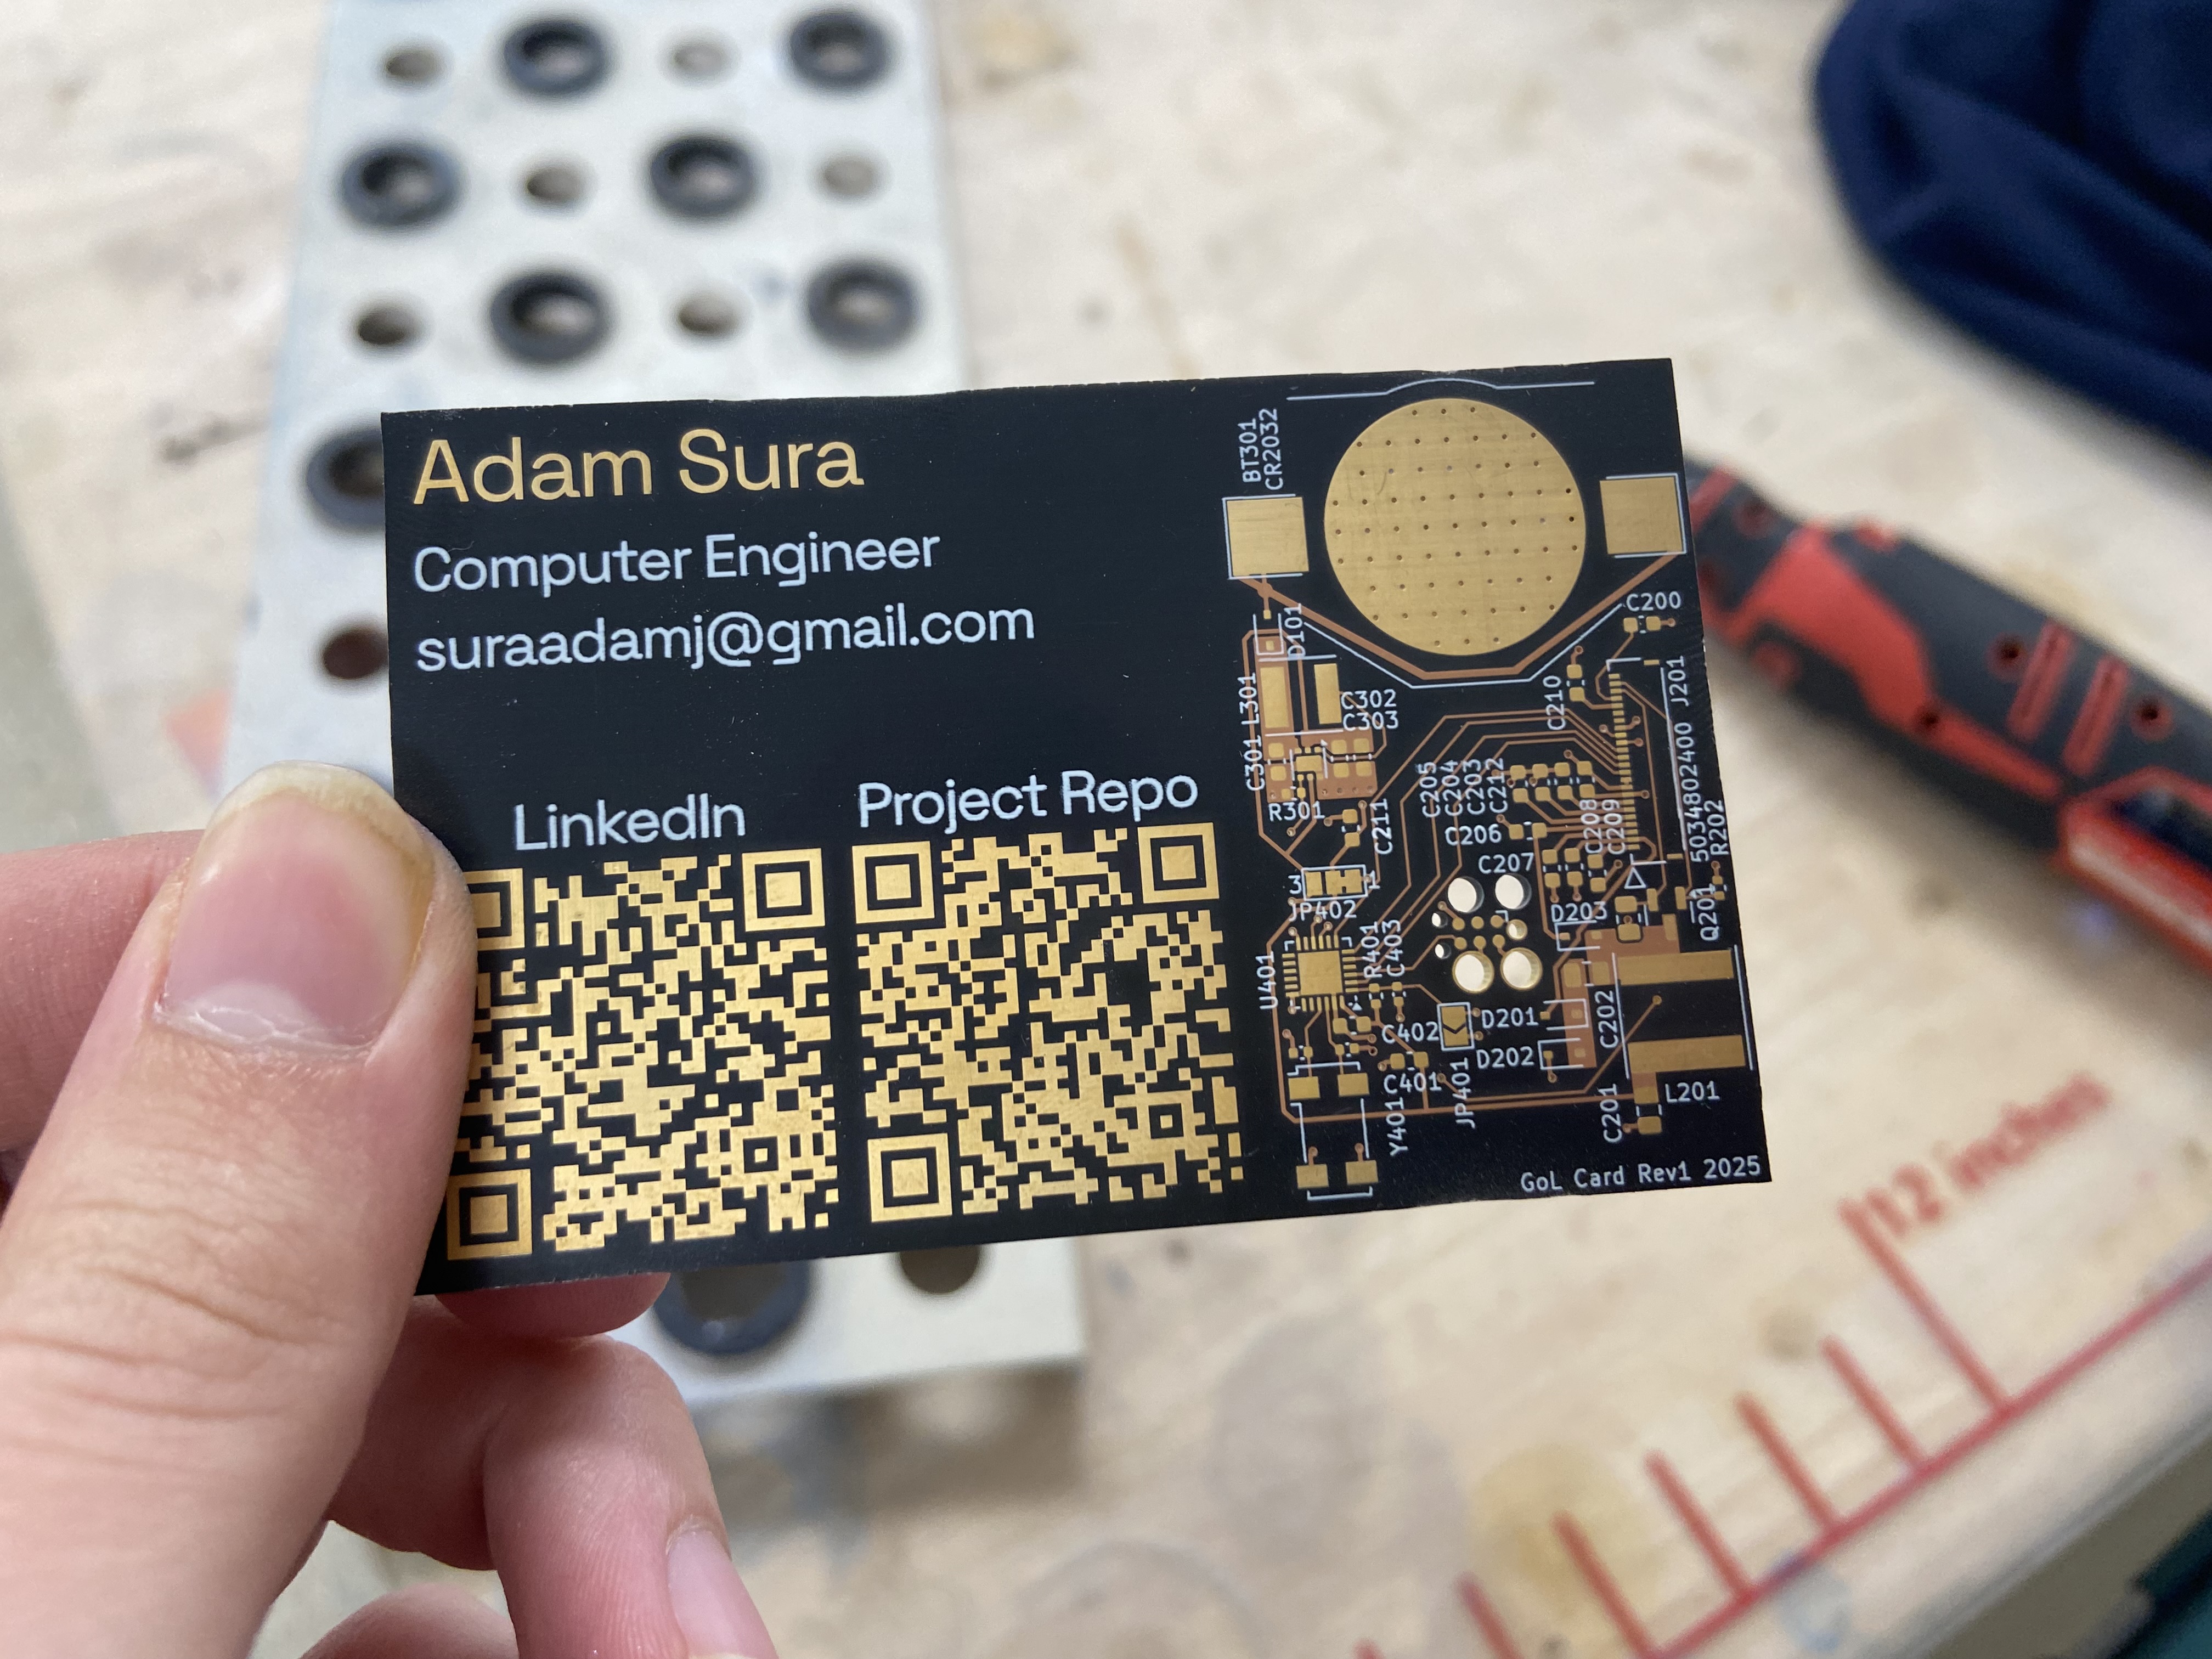 Adam Sura
Computer Engineer
suraadamj@gmail.com
LinkedIn
Project Repo
BT301
CR2032
D101
C200
L301
C302
C303
C210
J201
C301
R301
C211
C205
C204
C203
C212
C206
C207
C208
C209
5034802400
R202
3
1
JP402
D203
Q201
U401
R401
C403
C402
D201
D202
C202
C401
Y401
JP401
C201
L201
GoL Card Rev1 2025
12 inches